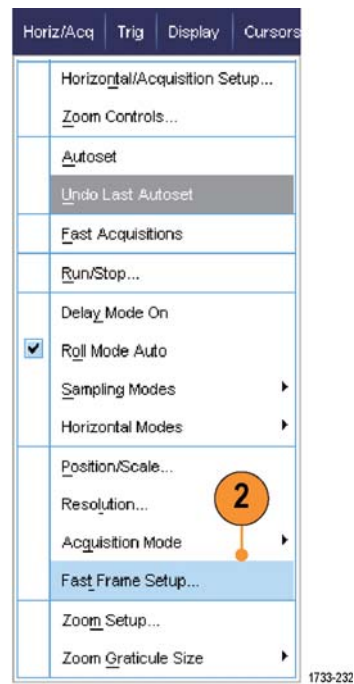 Horiz/Acq Trig Display Cursors
Horizontal/Acquisition Setup...
Zoom Controls...
Autoset
Undo Last Autoset
Fast Acquisitions
Run/Stop...
Delay Mode On
Roll Mode Auto
Sampling Modes
Horizontal Modes
Position/Scale...
Resolution...
2
Acquisition Mode
Fast Frame Setup...
Zoom Setup...
Zoom Graticule Size
1733-232